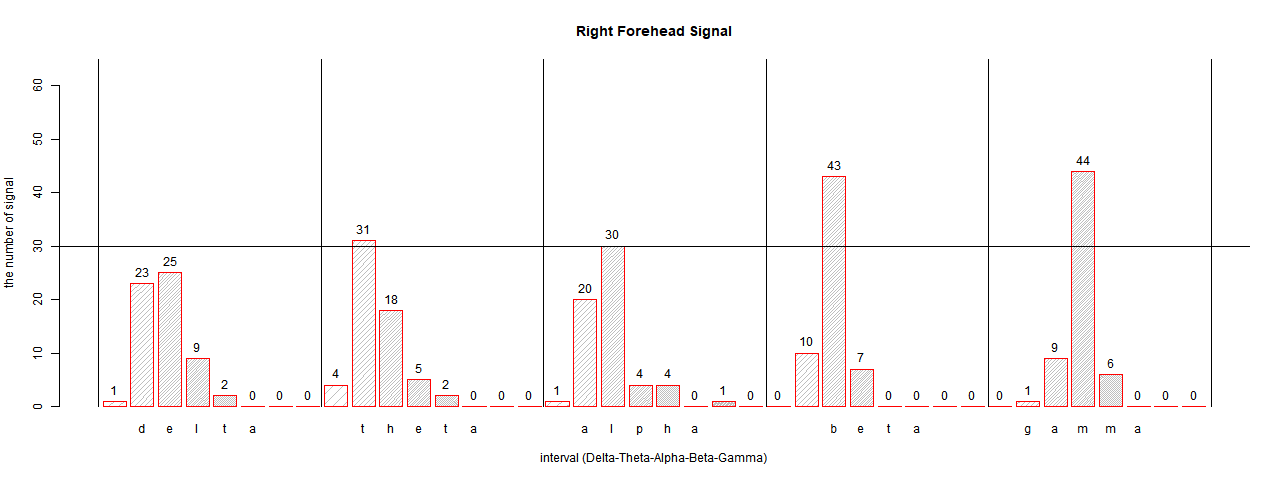 Right Forehead Signal
the number of signal
60
50
40
30
20
10
0
1 23 25 9 2 0 0 0
4 31 18 5 2 0 0 0
1 20 30 4 4 0 1 0
0 10 43 7 0 0 0 0
0 1 9 44 6 0 0 0
d e l t a t h e t a a l p h a b e t a g a m m a
interval (Delta-Theta-Alpha-Beta-Gamma)